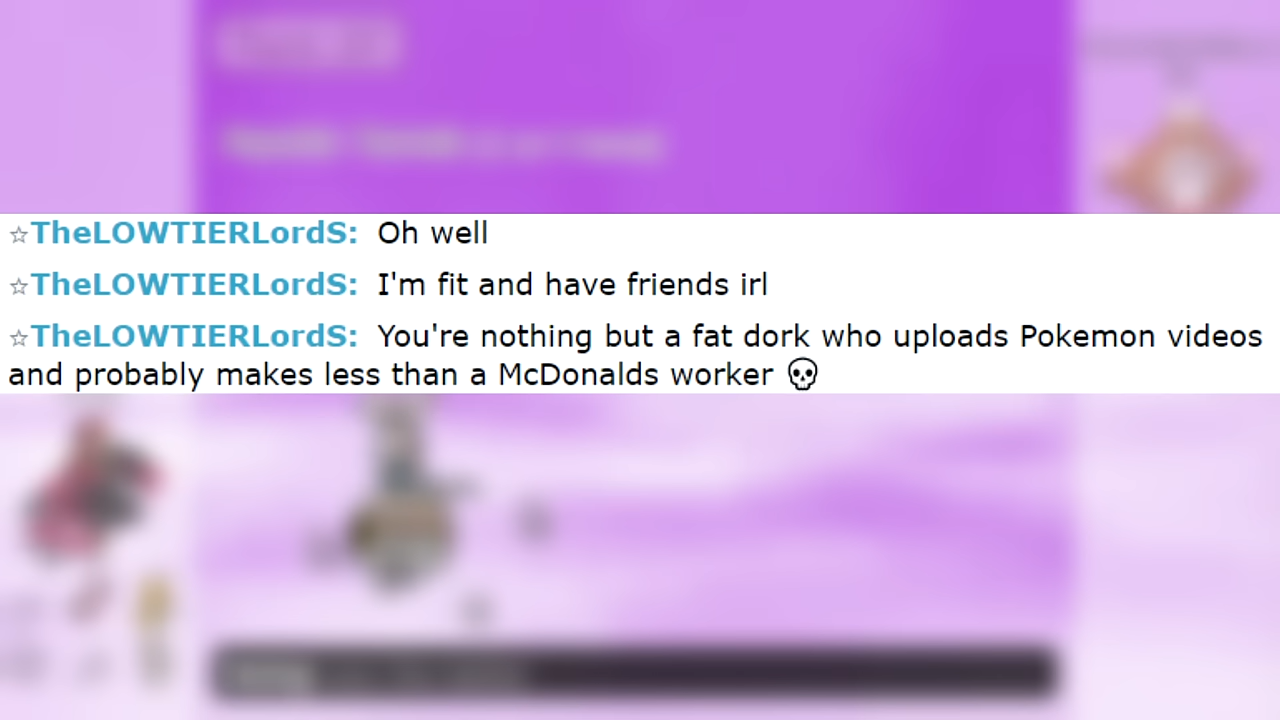 ☆TheLOWTIERLordS: Oh well
☆TheLOWTIERLordS: I'm fit and have friends irl
☆TheLOWTIERLordS: You're nothing but a fat dork who uploads Pokemon videos
and probably makes less than a McDonalds worker 💀